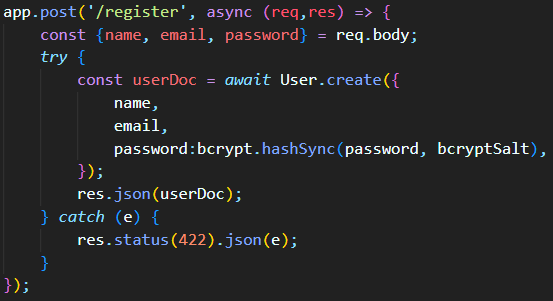 app.post('/register', async (req,res) => {
    const {name, email, password} = req.body;
    try {
        const userDoc = await User.create({
            name,
            email,
            password:bcrypt.hashSync(password, bcryptSalt),
        });
        res.json(userDoc);
    } catch (e) {
        res.status(422).json(e);
    }
});